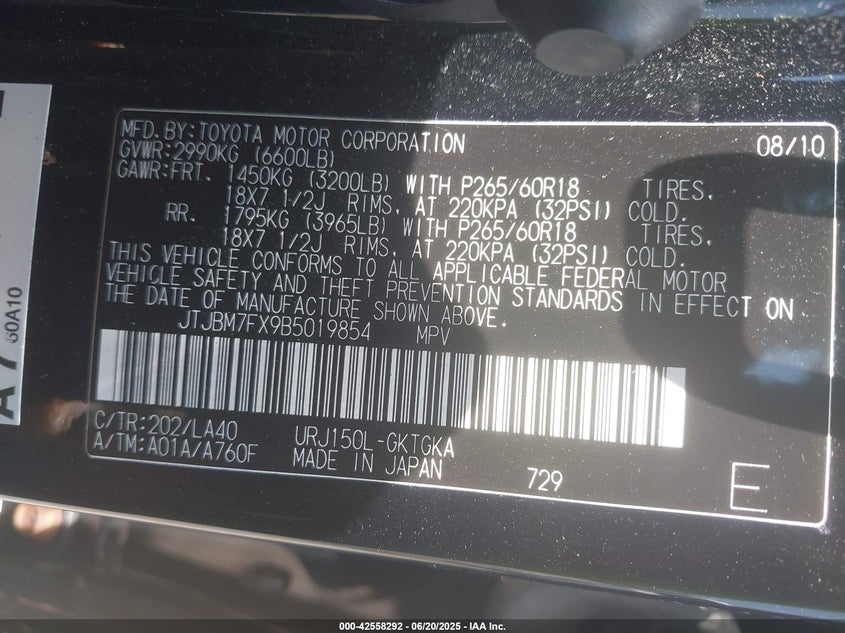 MFD.BY:TOYOTA MOTOR CORPORATION 08/10
GVWR:2990KG (6600LB)
GAWR:FRT. 1450KG (3200LB) WITH P265/60R18 TIRES,
18X7 1/2J RIMS, AT 220KPA (32PSI) COLD.
RR. 1795KG (3965LB) WITH P265/60R18 TIRES,
18X7 1/2J RIMS, AT 220KPA (32PSI) COLD.
THIS VEHICLE CONFORMS TO ALL APPLICABLE FEDERAL MOTOR
VEHICLE SAFETY AND THEFT PREVENTION STANDARDS IN EFFECT ON
THE DATE OF MANUFACTURE SHOWN ABOVE.
JTJBM7FX9B5019854 MPV
C/TR:202/LA40 URJ150L-GKTGKA
A/TM:A01A/A760F MADE IN JAPAN 729 E
60A10
000-42558292 - 06/20/2025 - IAA Inc.